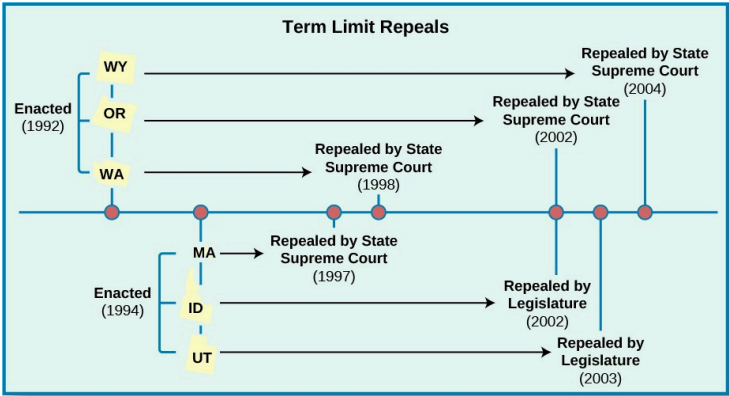 Term Limit Repeals
WY
Repealed by State
Supreme Court
(2004)
Enacted
(1992)
OR
Repealed by State
Supreme Court
(2002)
WA
Repealed by State
Supreme Court
(1998)
MA
Repealed by State
Supreme Court
(1997)
Enacted
(1994)
ID
Repealed by
Legislature
(2002)
UT
Repealed by
Legislature
(2003)